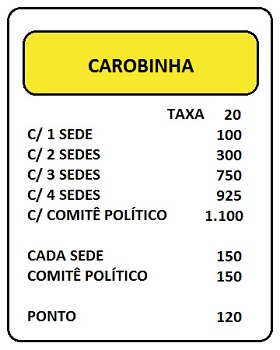 CAROBINHA
TAXA 20
C/ 1 SEDE 100
C/ 2 SEDES 300
C/ 3 SEDES 750
C/ 4 SEDES 925
C/ COMITÊ POLÍTICO 1.100
CADA SEDE 150
COMITÊ POLÍTICO 150
PONTO 120